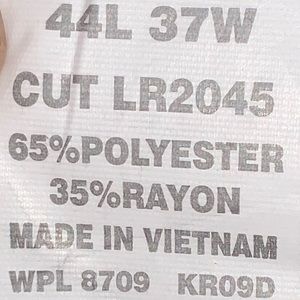 44L 37W
CUT LR2045
65%POLYESTER
35%RAYON
MADE IN VIETNAM
WPL 8709 KR09D